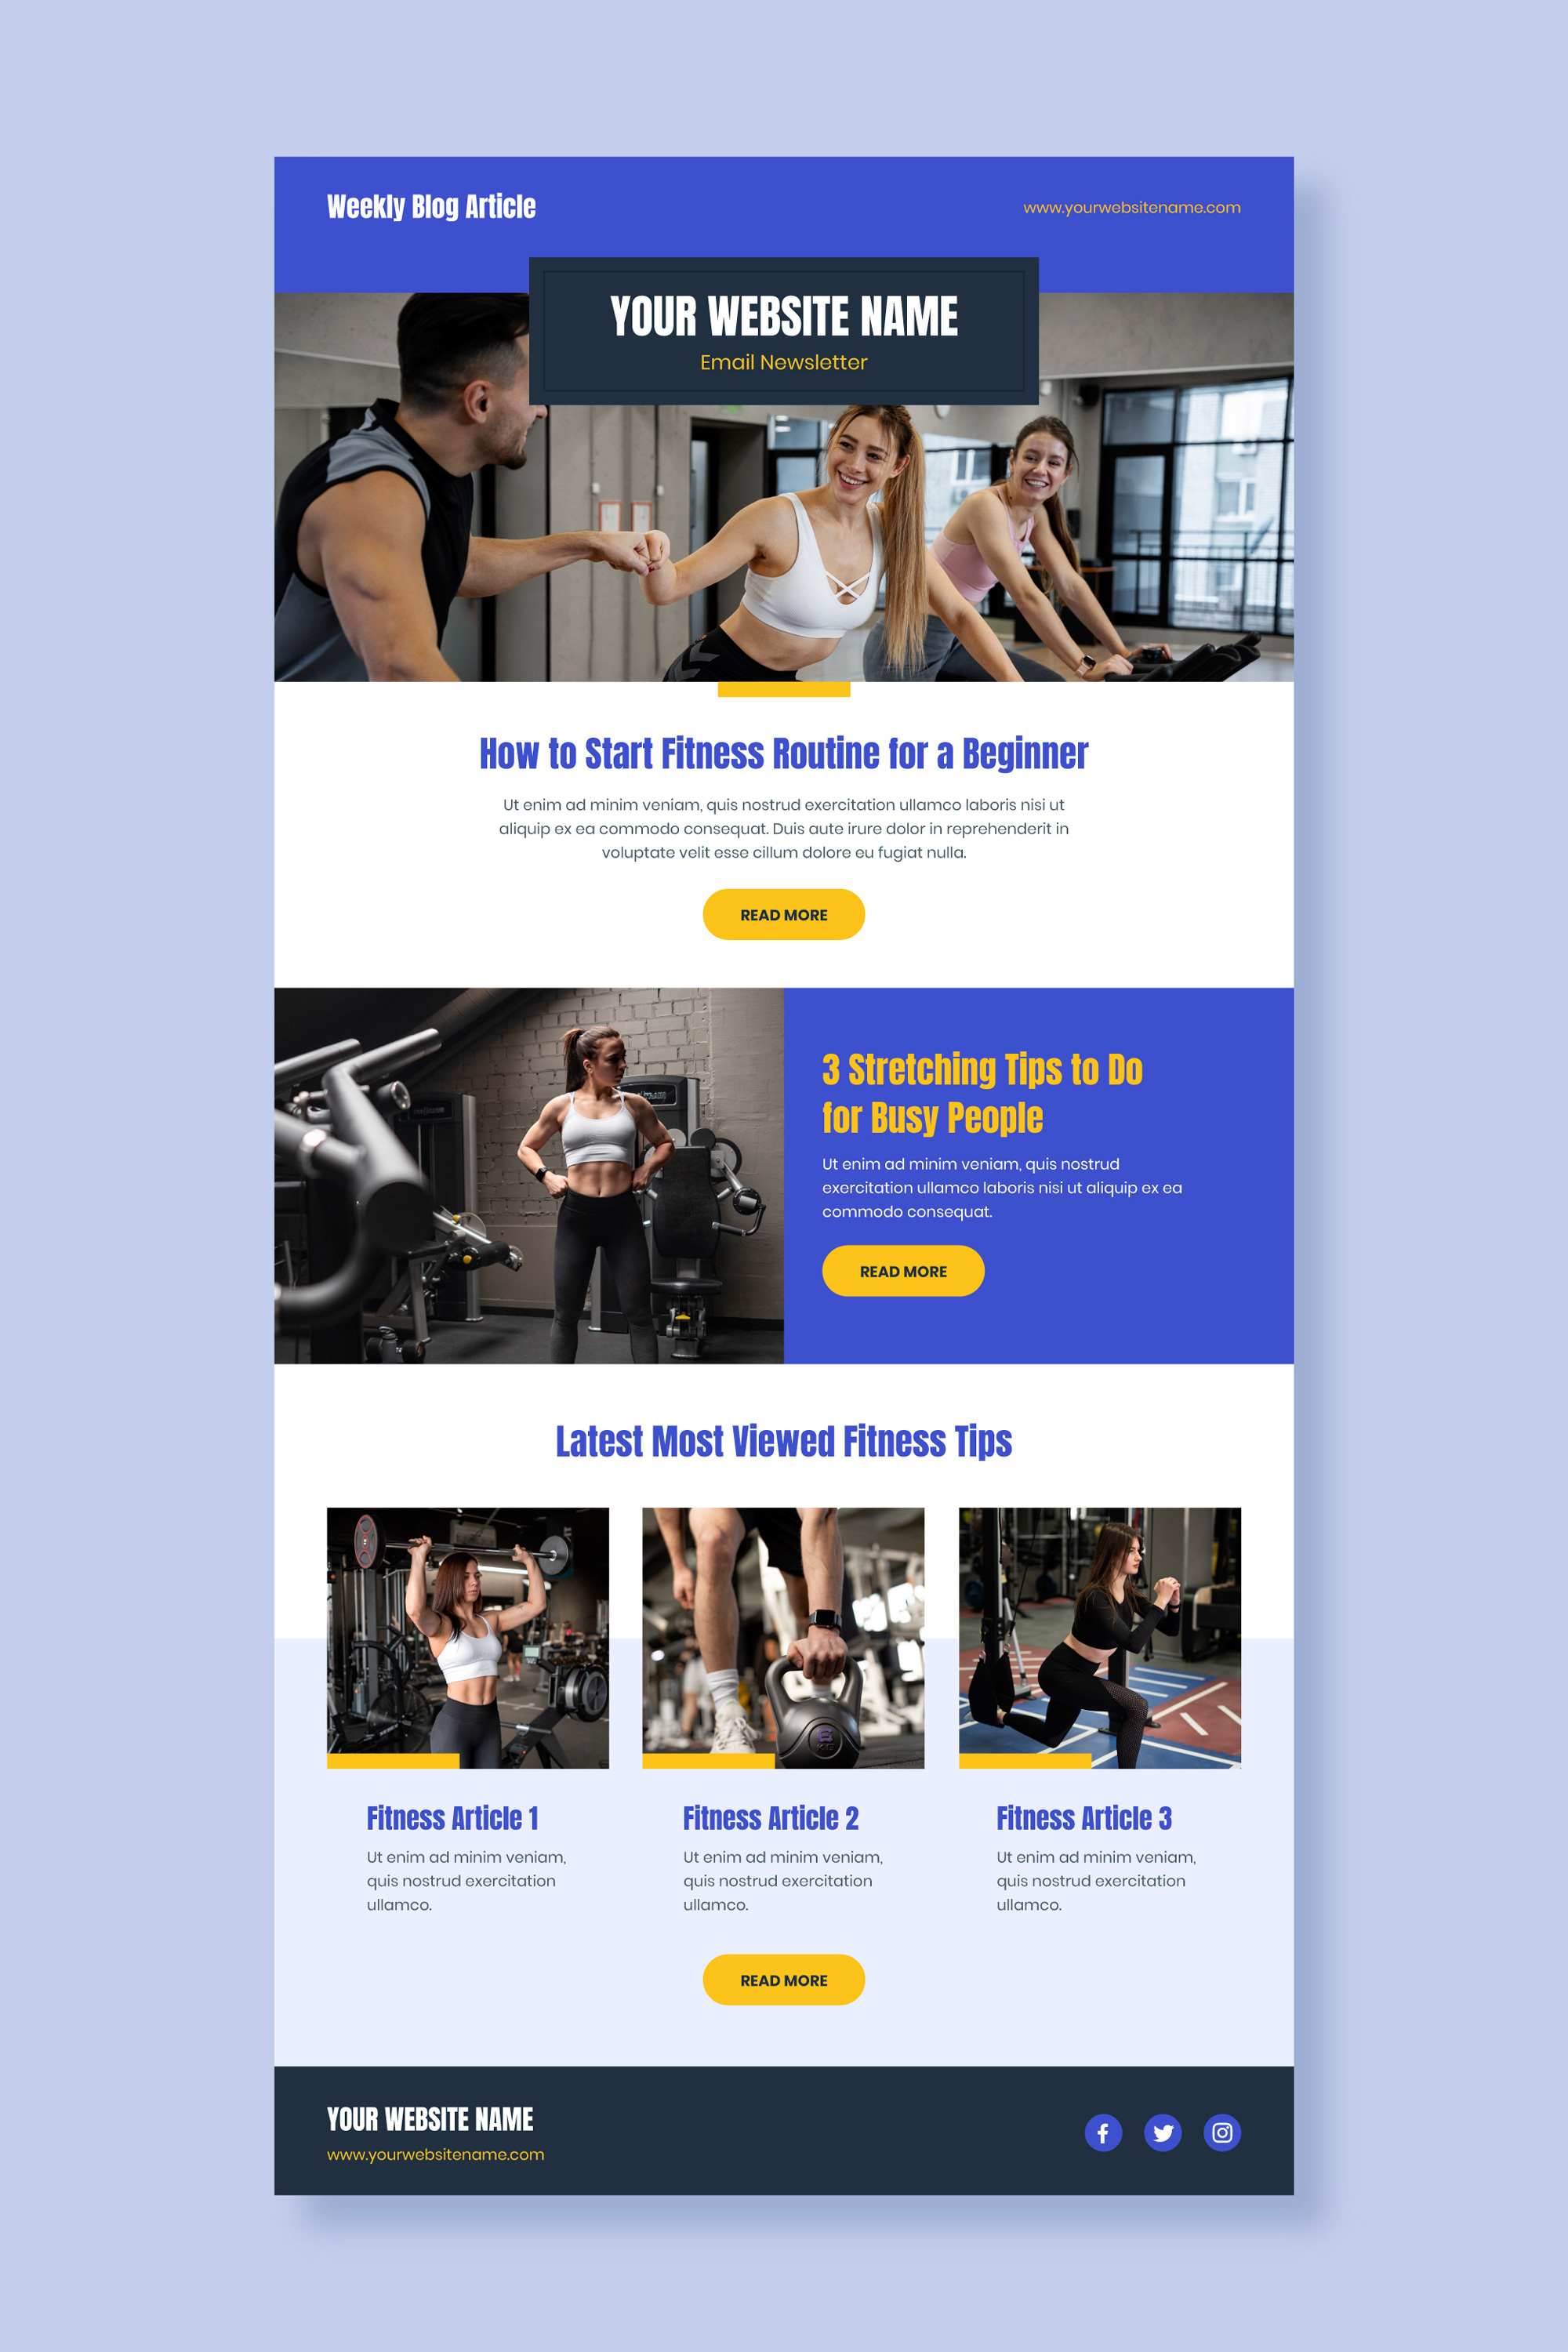 Weekly Blog Article
www.yourwebsitename.com
YOUR WEBSITE NAME
Email Newsletter
How to Start Fitness Routine for a Beginner
Ut enim ad minim veniam, quis nostrud exercitation ullamco laboris nisi ut
aliquip ex ea commodo consequat. Duis aute irure dolor in reprehenderit in
voluptate velit esse cillum dolore eu fugiat nulla.
READ MORE
3 Stretching Tips to Do
for Busy People
Ut enim ad minim veniam, quis nostrud
exercitation ullamco laboris nisi ut aliquip ex ea
commodo consequat.
READ MORE
Latest Most Viewed Fitness Tips
Fitness Article 1
Ut enim ad minim veniam,
quis nostrud exercitation
ullamco.
Fitness Article 2
Ut enim ad minim veniam,
quis nostrud exercitation
ullamco.
Fitness Article 3
Ut enim ad minim veniam,
quis nostrud exercitation
ullamco.
READ MORE
YOUR WEBSITE NAME
www.yourwebsitename.com